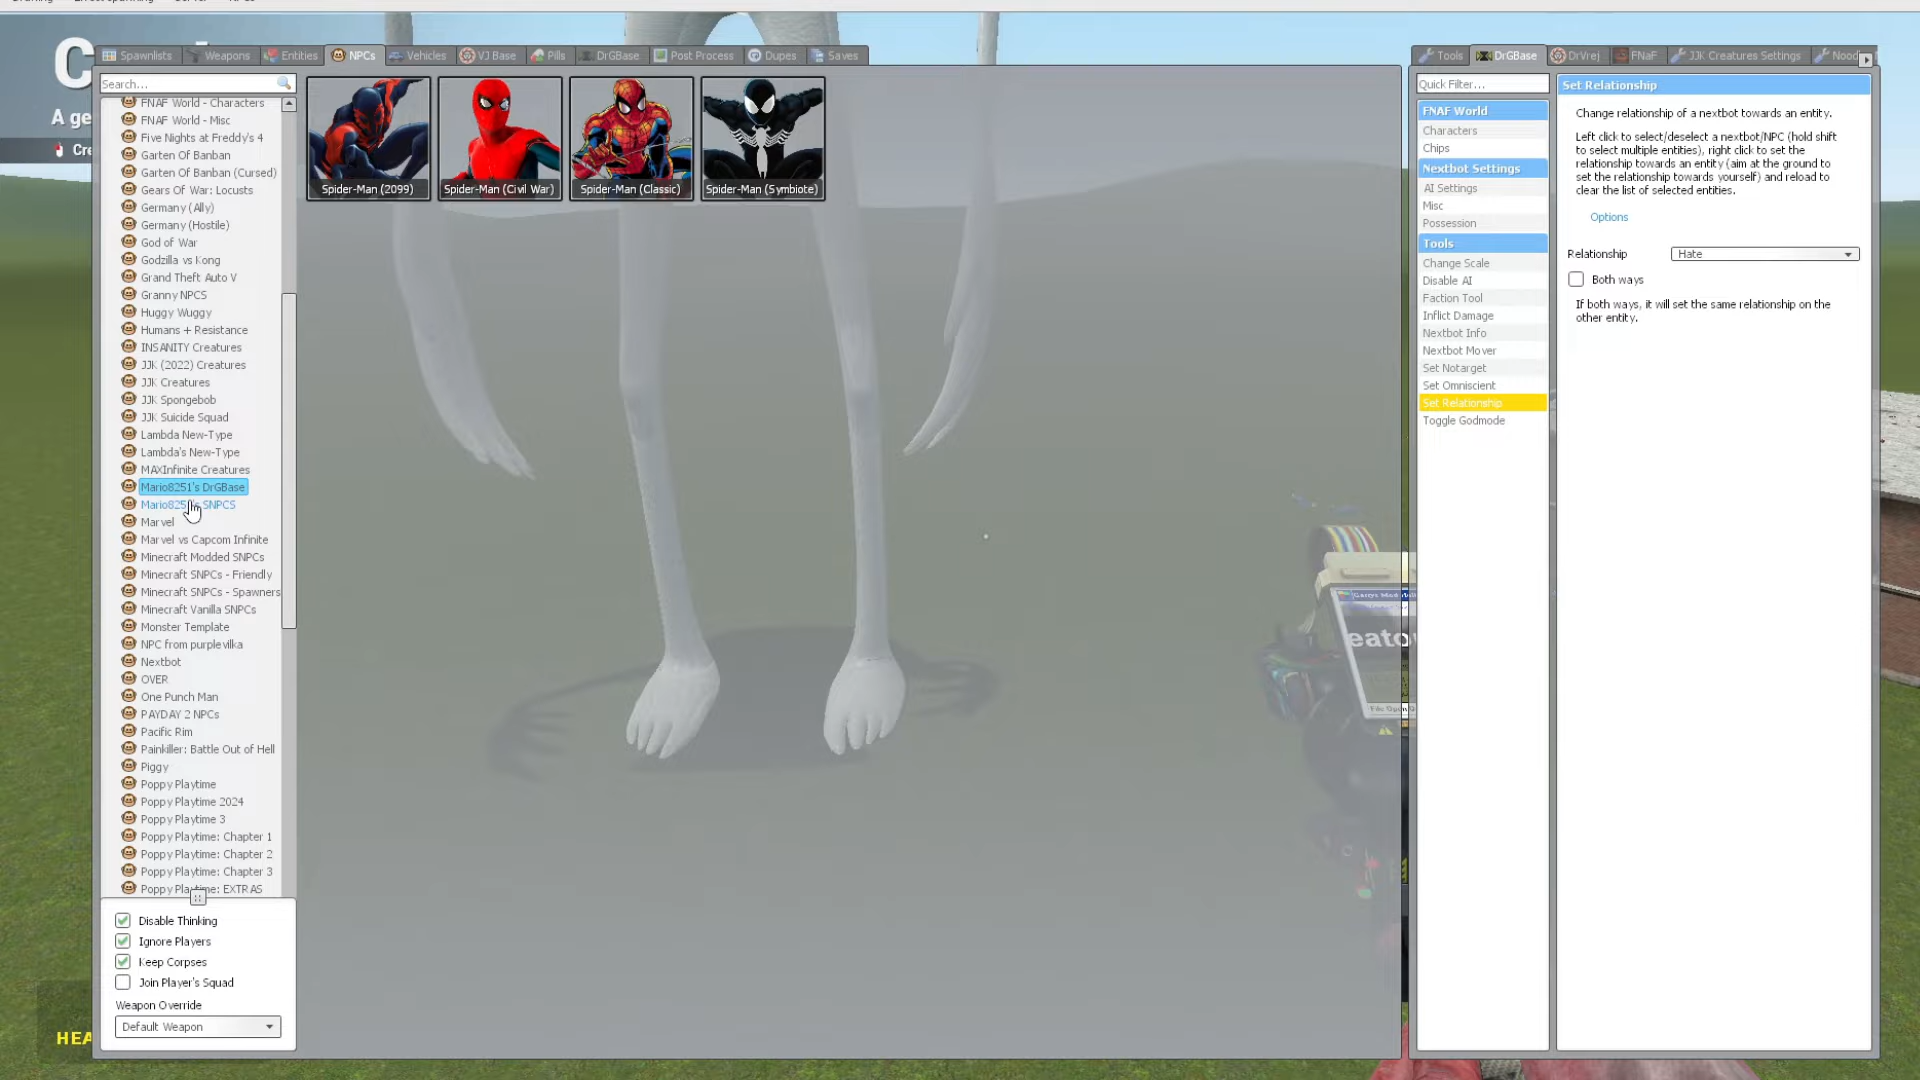 C
A ge
Cre
HEA
Spawnlists
Weapons
Entities
NPCs
Vehicles
VJ Base
Pills
DrGBase
Post Process
Dupes
Saves
Search...
FNAF World - Characters
FNAF World - Misc
Five Nights at Freddy's 4
Garten Of Banban
Garten Of Banban (Cursed)
Gears Of War: Locusts
Germany (Ally)
Germany (Hostile)
God of War
Godzilla vs Kong
Grand Theft Auto V
Granny NPCS
Huggy Wuggy
Humans + Resistance
INSANITY Creatures
JJK (2022) Creatures
JJK Creatures
JJK Spongebob
JJK Suicide Squad
Lambda New-Type
Lambda's New-Type
MAXInfinite Creatures
Mario8251's DrGBase
Mario8251's SNPCS
Marvel
Marvel vs Capcom Infinite
Minecraft Modded SNPCs
Minecraft SNPCs - Friendly
Minecraft SNPCs - Spawners
Minecraft Vanilla SNPCs
Monster Template
NPC from purplevilka
Nextbot
OVER
One Punch Man
PAYDAY 2 NPCs
Pacific Rim
Painkiller: Battle Out of Hell
Piggy
Poppy Playtime
Poppy Playtime 2024
Poppy Playtime 3
Poppy Playtime: Chapter 1
Poppy Playtime: Chapter 2
Poppy Playtime: Chapter 3
Poppy Playtime: EXTRAS
Disable Thinking
Ignore Players
Keep Corpses
Join Player's Squad
Weapon Override
Default Weapon
Spider-Man (2099)
Spider-Man (Civil War)
Spider-Man (Classic)
Spider-Man (Symbiote)
eato
Tools
DrGBase
DrVrej
FNaF
JJK Creatures Settings
Nood
Quick Filter...
FNAF World
Characters
Chips
Nextbot Settings
AI Settings
Misc
Possession
Tools
Change Scale
Disable AI
Faction Tool
Inflict Damage
Nextbot Info
Nextbot Mover
Set Notarget
Set Omniscient
Set Relationship
Toggle Godmode
Set Relationship
Change relationship of a nextbot towards an entity.
Left click to select/deselect a nextbot/NPC (hold shift
to select multiple entities), right click to set the
relationship towards an entity (aim at the ground to
set the relationship towards yourself) and reload to
clear the list of selected entities.
Options
Relationship
Hate
Both ways
If both ways, it will set the same relationship on the
other entity.